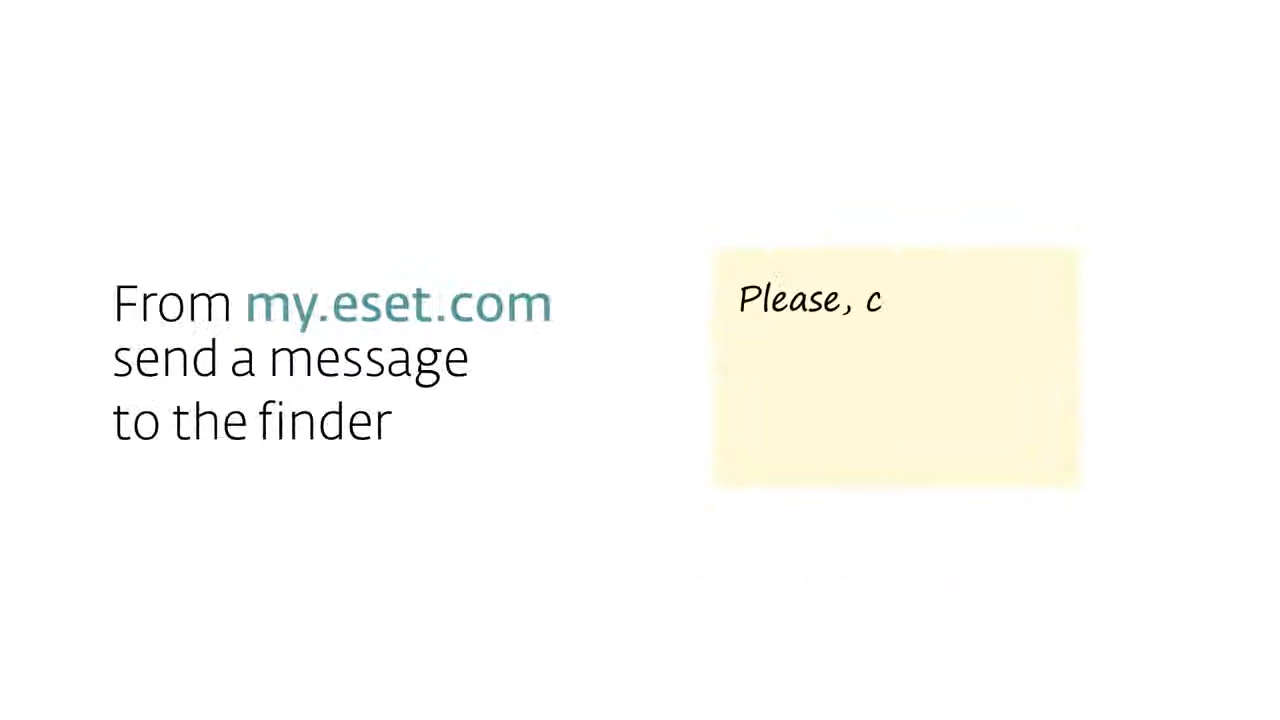 From my.eset.com
send a message
to the finder
Please, c